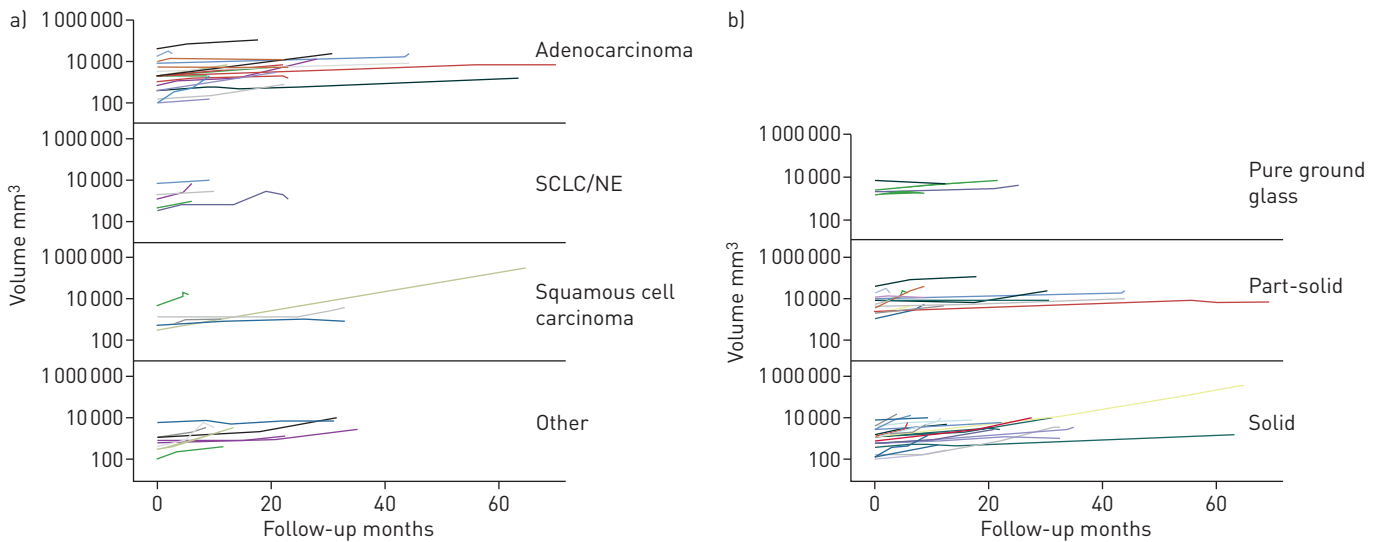 a)
Volume mm3
1 000 000
10 000
100
Adenocarcinoma
1 000 000
10 000
100
SCLC/NE
1 000 000
10 000
100
Squamous cell
carcinoma
1 000 000
10 000
100
Other
0 20 40 60
Follow-up months
b)
Volume mm3
1 000 000
10 000
100
Pure ground
glass
1 000 000
10 000
100
Part-solid
1 000 000
10 000
100
Solid
0 20 40 60
Follow-up months